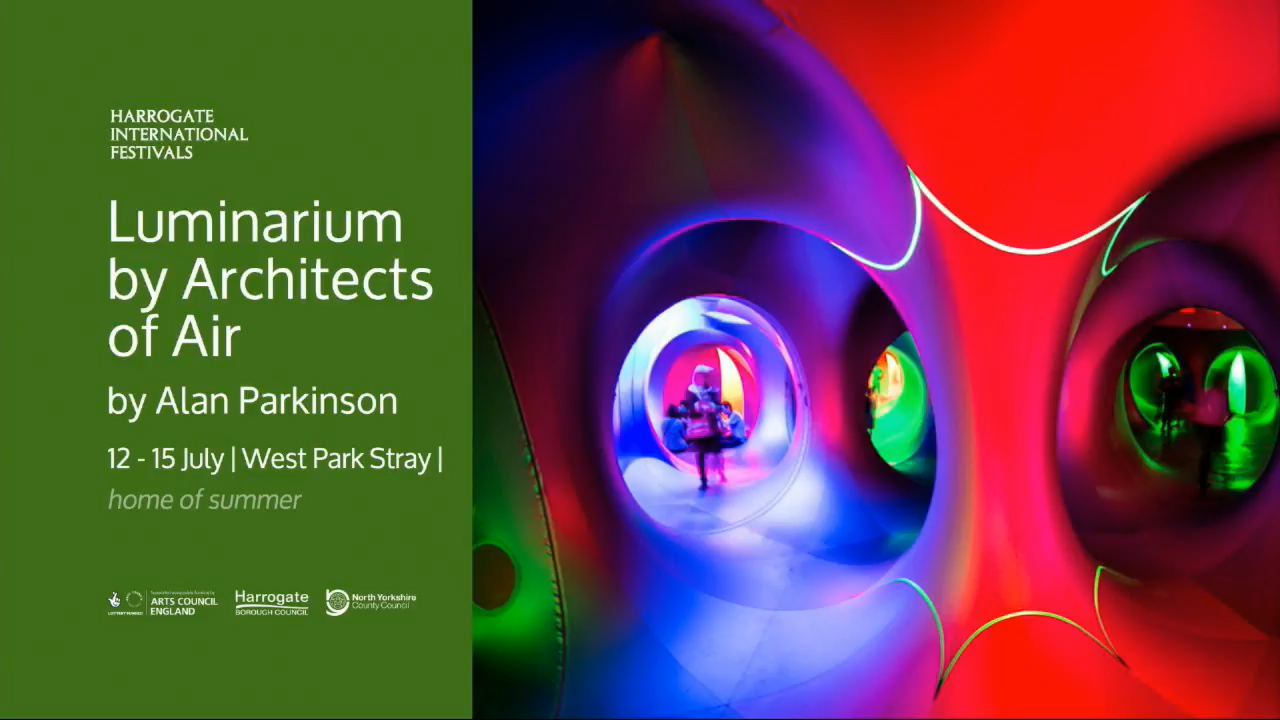 HARROGATE
INTERNATIONAL
FESTIVALS
Luminarium
by Architects
of Air
by Alan Parkinson
12 - 15 July | West Park Stray |
home of summer
ARTS COUNCIL
ENGLAND
Harrogate
BOROUGH COUNCIL
North Yorkshire
County Council